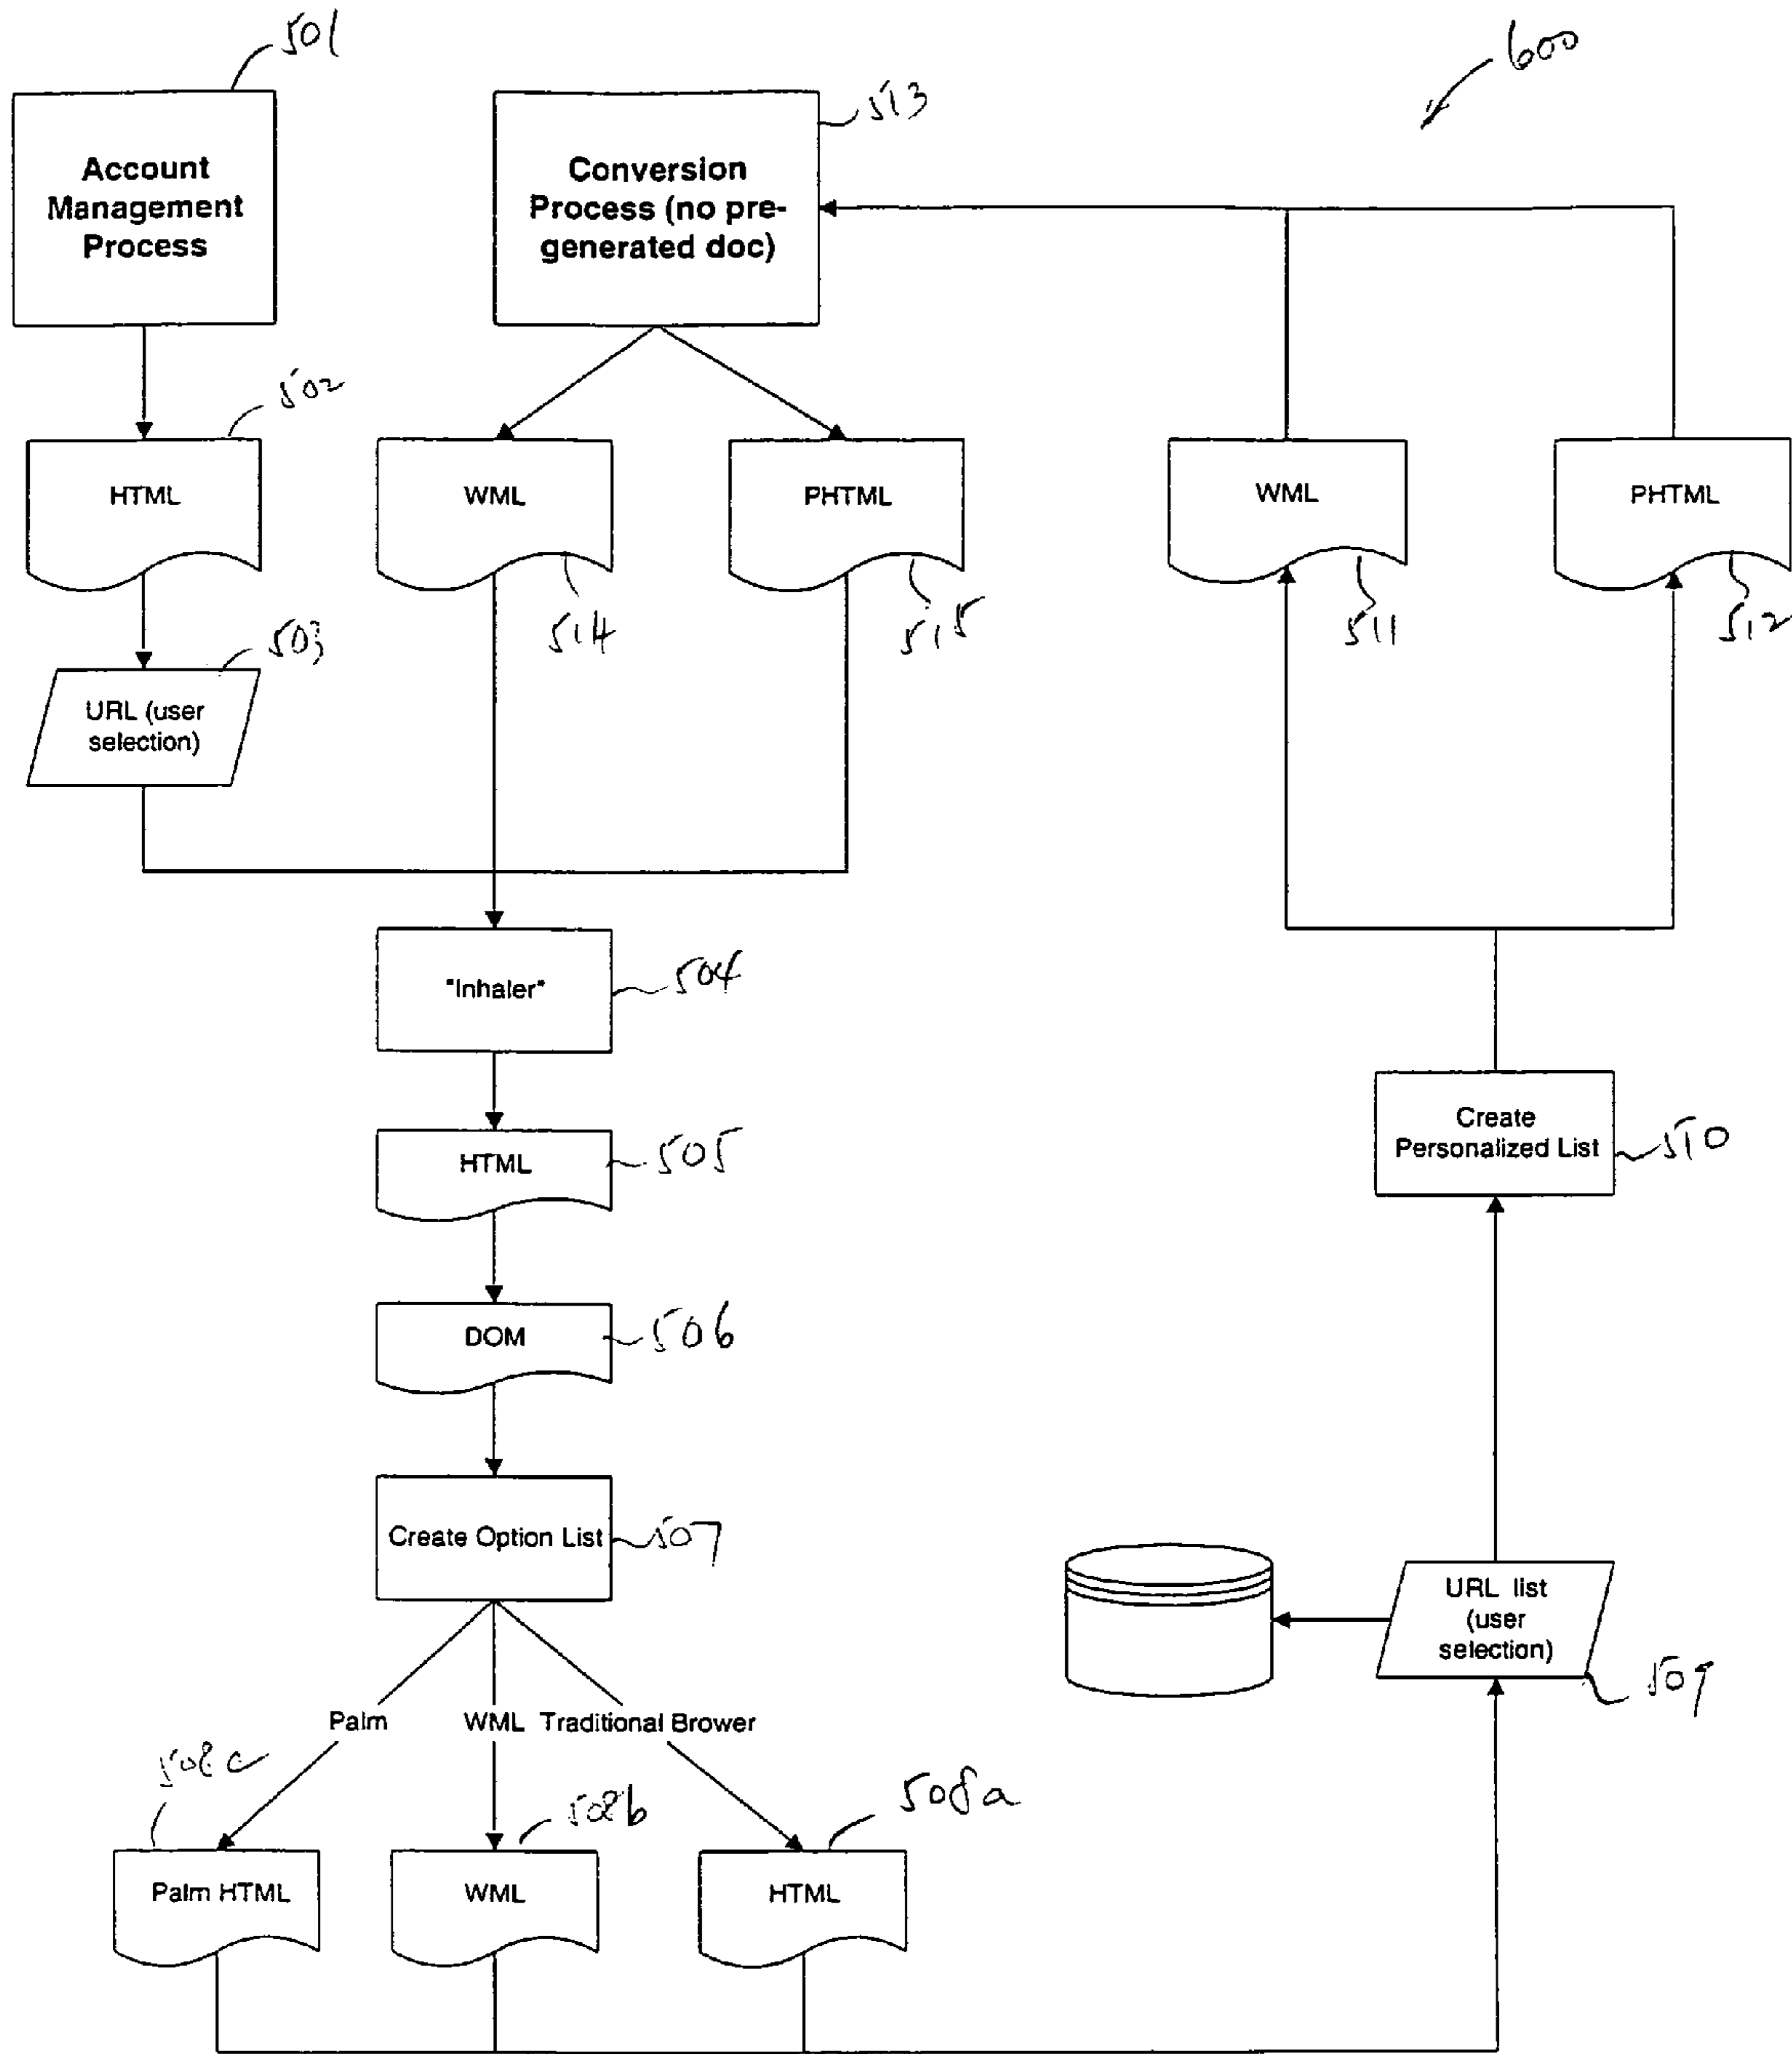 501
600
513
Account
Management
Process
Conversion
Process (no pre-
generated doc)
502
HTML
WML
PHTML
WML
PHTML
514
515
511
512
503
URL (user
selection)
"Inhaler"
504
Create
Personalized List
510
HTML
505
DOM
506
Create Option List
507
URL list
(user
selection)
509
Palm
WML
Traditional Brower
508c
508b
508a
Palm HTML
WML
HTML